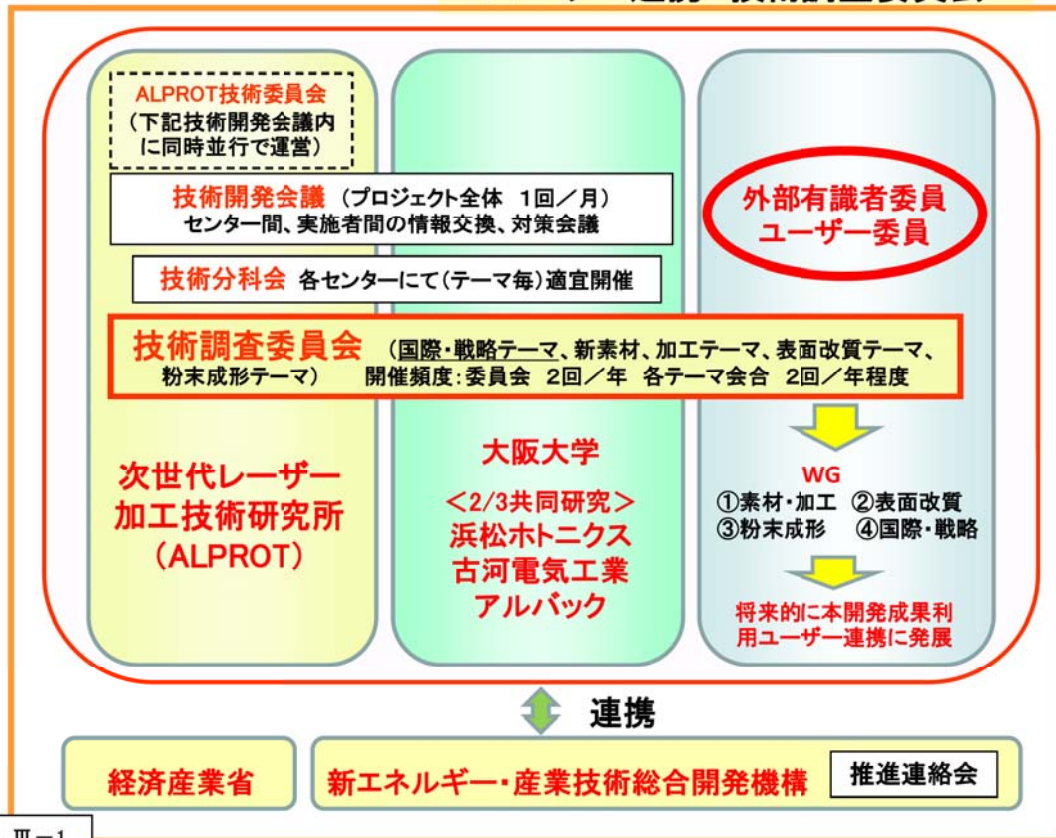 連携 技術調査委員会
ALPROT技術委員会
(下記技術開発会議内
に同時並行で運営)
技術開発会議 (プロジェクト全体 1回/月)
センター間、実施者間の情報交換、対策会議
技術分科会 各センターにて(テーマ毎)適宜開催
外部有識者委員
ユーザー委員
技術調査委員会 (国際・戦略テーマ、新素材、加工テーマ、表面改質テーマ、
粉末成形テーマ) 開催頻度:委員会 2回/年 各テーマ会合 2回/年程度
次世代レーザー
加工技術研究所
(ALPROT)
大阪大学
<2/3共同研究>
浜松ホトニクス
古河電気工業
アルバック
WG
①素材・加工 ②表面改質
③粉末成形 ④国際・戦略
将来的に本開発成果利
用ユーザー連携に発展
連携
経済産業省
新エネルギー・産業技術総合開発機構
推進連絡会
Ⅲ-1